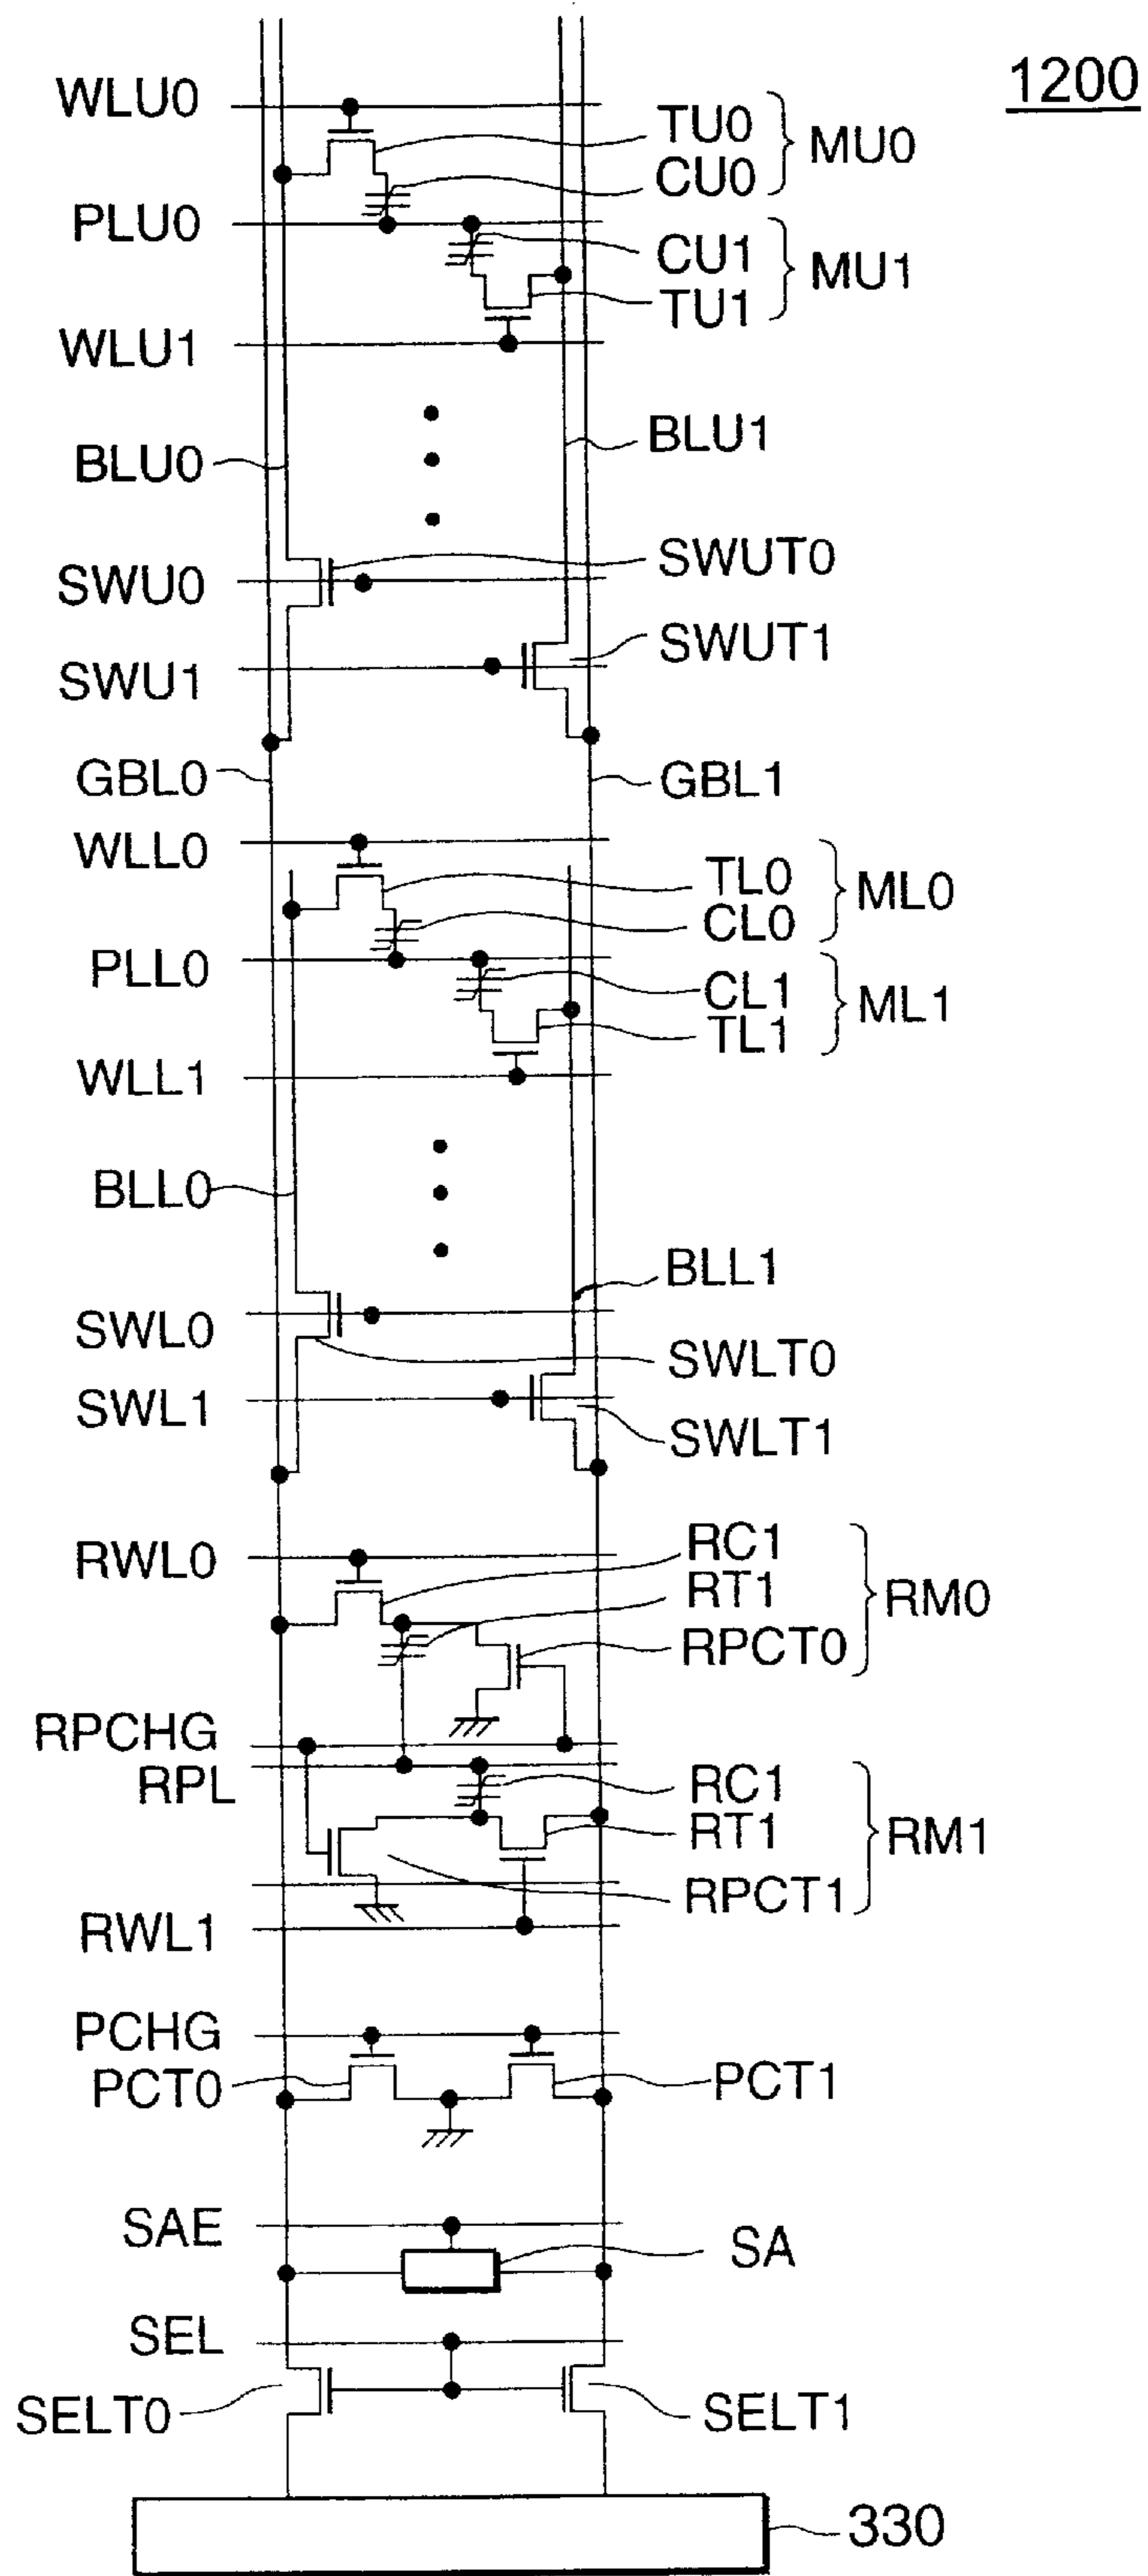 1200
WLU0
TU0
CU0
MU0
PLU0
CU1
TU1
MU1
WLU1
BLU1
BLU0
SWUT0
SWU0
SWUT1
SWU1
GBL0
GBL1
WLL0
TL0
CL0
ML0
PLL0
CL1
TL1
ML1
WLL1
BLL0
BLL1
SWL0
SWLT0
SWL1
SWLT1
RWL0
RC1
RT1
RPCT0
RM0
RPCHG
RPL
RC1
RT1
RPCT1
RM1
RWL1
PCHG
PCT0
PCT1
SAE
SA
SEL
SELT0
SELT1
330